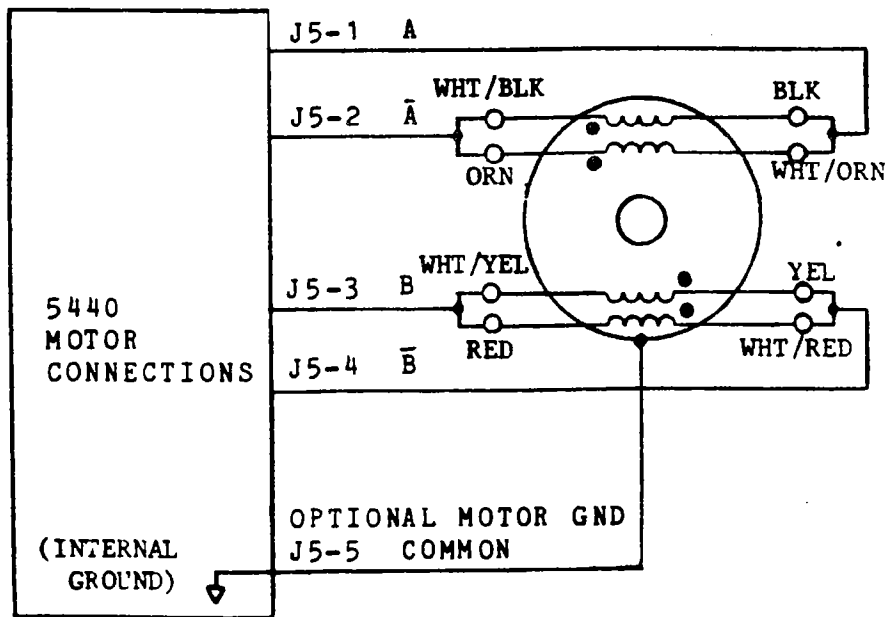 J5-1 A
WHT/BLK
BLK
J5-2 Ā
ORN
WHT/ORN
WHT/YEL
YEL
J5-3 B
5440
MOTOR
CONNECTIONS
RED
WHT/RED
J5-4 B̅
OPTIONAL MOTOR GND
J5-5 COMMON
(INTERNAL
GROUND)